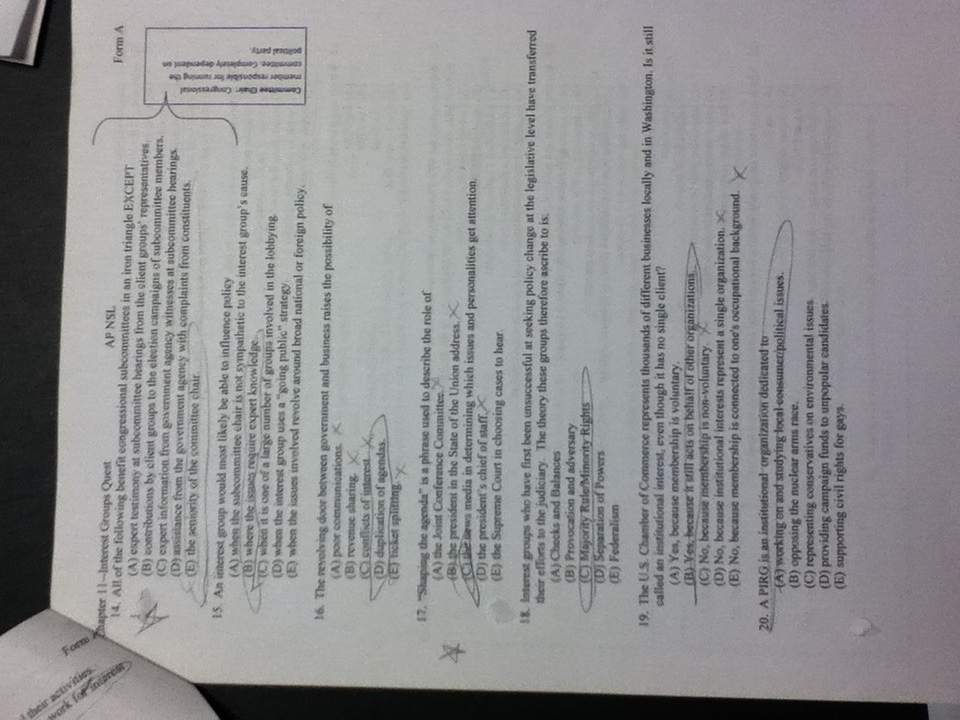 their activities
work for interests
Form
Chapter 11--Interest Groups Quest
AP NSL
Form A
14. All of the following benefit congressional subcommittees in an iron triangle EXCEPT
(A) expert testimony at subcommittee hearings from the client groups' representatives.
(B) contributions by client groups to the election campaigns of subcommittee members.
(C) expert information from government agency witnesses at subcommittee hearings.
(D) assistance from the government agency with complaints from constituents.
(E) the seniority of the committee chair.
Committee Chair: Congressional
member responsible for running the
committee. Completely dependent on
political party.
15. An interest group would most likely be able to influence policy
(A) when the subcommittee chair is not sympathetic to the interest group's cause.
(B) where the issues require expert knowledge.
(C) when it is one of a large number of groups involved in the lobbying.
(D) when the interest group uses a "going public" strategy.
(E) when the issues involved revolve around broad national or foreign policy.
16. The revolving door between government and business raises the possibility of
(A) poor communications.
(B) revenue sharing.
(C) conflicts of interest.
(D) duplication of agendas.
(E) ticket splitting.
17. "Shaping the agenda" is a phrase used to describe the role of
(A) the Joint Conference Committee.
(B) the president in the State of the Union address.
(C) the news media in determining which issues and personalities get attention.
(D) the president's chief of staff.
(E) the Supreme Court in choosing cases to hear.
18. Interest groups who have first been unsuccessful at seeking policy change at the legislative level have transferred
their efforts to the judiciary. The theory these groups therefore ascribe to is:
(A) Checks and Balances
(B) Provocation and adversary
(C) Majority Rule/Minority Rights
(D) Separation of Powers
(E) Federalism
19. The U.S. Chamber of Commerce represents thousands of different businesses locally and in Washington. Is it still
called an institutional interest, even though it has no single client?
(A) Yes, because membership is voluntary.
(B) Yes, because it still acts on behalf of other organizations.
(C) No, because membership is non-voluntary.
(D) No, because institutional interests represent a single organization.
(E) No, because membership is connected to one's occupational background.
20. A PIRG is an institutional organization dedicated to
(A) working on and studying local consumer/political issues.
(B) opposing the nuclear arms race.
(C) representing conservatives on environmental issues.
(D) providing campaign funds to unpopular candidates.
(E) supporting civil rights for gays.